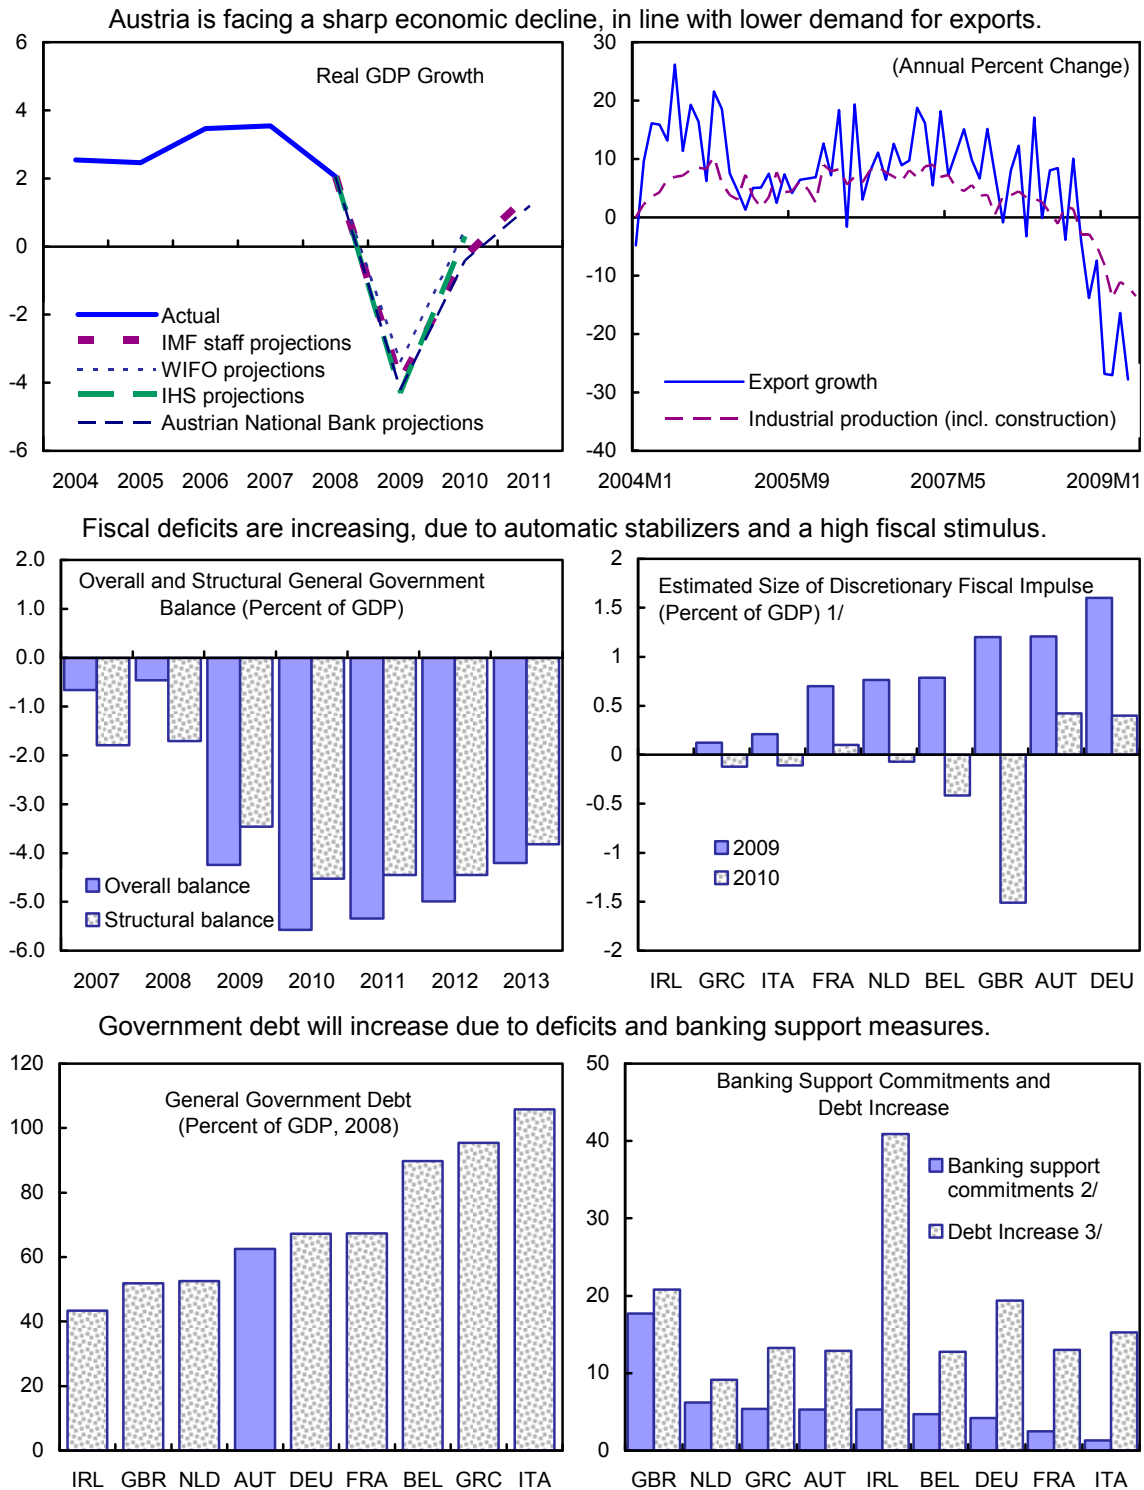 Austria is facing a sharp economic decline, in line with lower demand for exports.
6
4
2
0
-2
-4
-6
Real GDP Growth
Actual
IMF staff projections
WIFO projections
IHS projections
Austrian National Bank projections
2004 2005 2006 2007 2008 2009 2010 2011
30
20
10
0
-10
-20
-30
-40
(Annual Percent Change)
Export growth
Industrial production (incl. construction)
2004M1 2005M9 2007M5 2009M1
Fiscal deficits are increasing, due to automatic stabilizers and a high fiscal stimulus.
2.0
1.0
0.0
-1.0
-2.0
-3.0
-4.0
-5.0
-6.0
Overall and Structural General Government
Balance (Percent of GDP)
Overall balance
Structural balance
2007 2008 2009 2010 2011 2012 2013
2
1.5
1
0.5
0
-0.5
-1
-1.5
-2
Estimated Size of Discretionary Fiscal Impulse
(Percent of GDP) 1/
2009
2010
IRL GRC ITA FRA NLD BEL GBR AUT DEU
Government debt will increase due to deficits and banking support measures.
120
100
80
60
40
20
0
General Government Debt
(Percent of GDP, 2008)
IRL GBR NLD AUT DEU FRA BEL GRC ITA
50
40
30
20
10
0
Banking Support Commitments and
Debt Increase
Banking support
commitments 2/
Debt Increase 3/
GBR NLD GRC AUT IRL BEL DEU FRA ITA